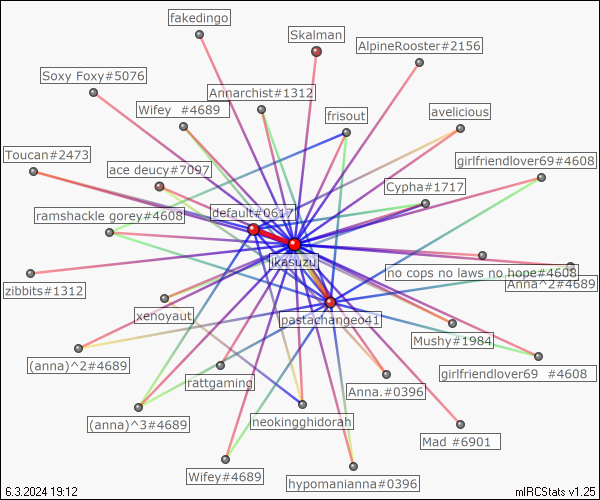 fakedingo
Skalman
AlpineRooster#2156
Soxy Foxy#5076
Annarchist#1312
Wifey #4689
frisout
avelicious
Toucan#2473
ace deucy#7097
girlfriendlover69#4608
Cypha#1717
ramshackle gorey#4608
default#0617
ikasuzu
no cops no laws no hope#4608
Anna^2#4689
zibbits#1312
xenoyaut
pastachangeo41
Mushy#1984
(anna)^2#4689
rattgaming
Anna.#0396
girlfriendlover69 #4608
(anna)^3#4689
neokingghidorah
Mad #6901
Wifey#4689
hypomanianna#0396
6.3.2024 19:12
mIRCStats v1.25